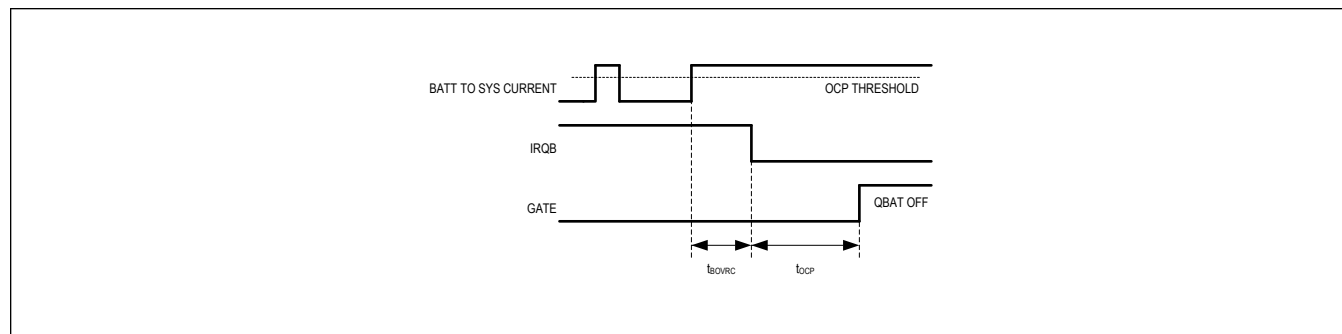 BATT TO SYS CURRENT
OCP THRESHOLD
IRQB
GATE
QBAT OFF
tBOVRC
tOCP